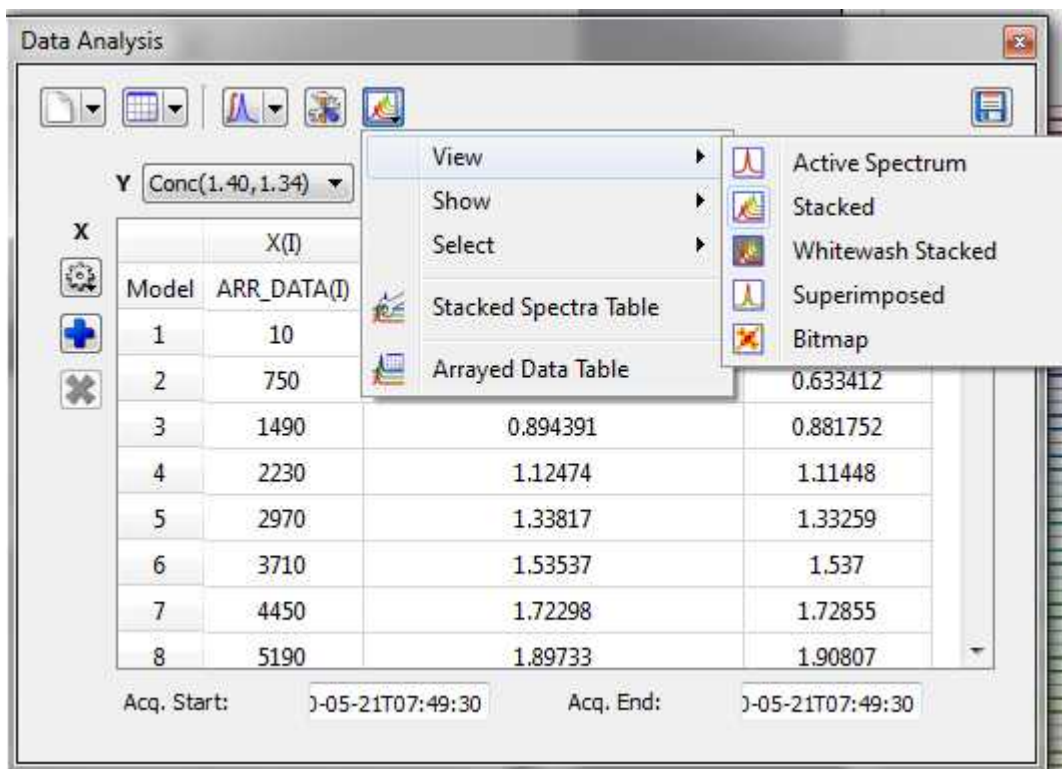 Data Analysis
View
Active Spectrum
Y Conc(1.40,1.34)
Show
Stacked
X
X(I)
Select
Whitewash Stacked
Model ARR_DATA(I)
Stacked Spectra Table
Superimposed
1 10
Bitmap
Arrayed Data Table
2 750 0.633412
3 1490 0.894391 0.881752
4 2230 1.12474 1.11448
5 2970 1.33817 1.33259
6 3710 1.53537 1.537
7 4450 1.72298 1.72855
8 5190 1.89733 1.90807
Acq. Start: 0-05-21T07:49:30 Acq. End: 0-05-21T07:49:30